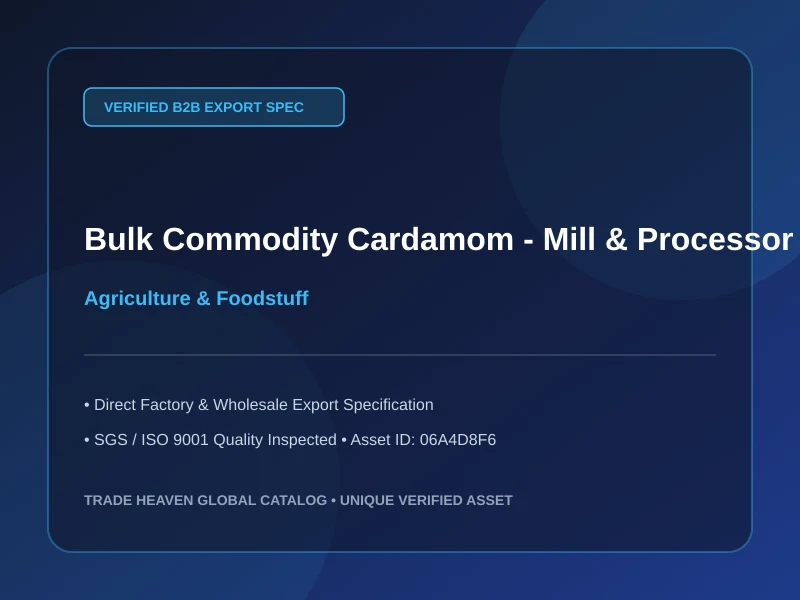 VERIFIED B2B EXPORT SPEC
Bulk Commodity Cardamom - Mill & Processor
Agriculture & Foodstuff
• Direct Factory & Wholesale Export Specification
• SGS / ISO 9001 Quality Inspected • Asset ID: 06A4D8F6
TRADE HEAVEN GLOBAL CATALOG • UNIQUE VERIFIED ASSET